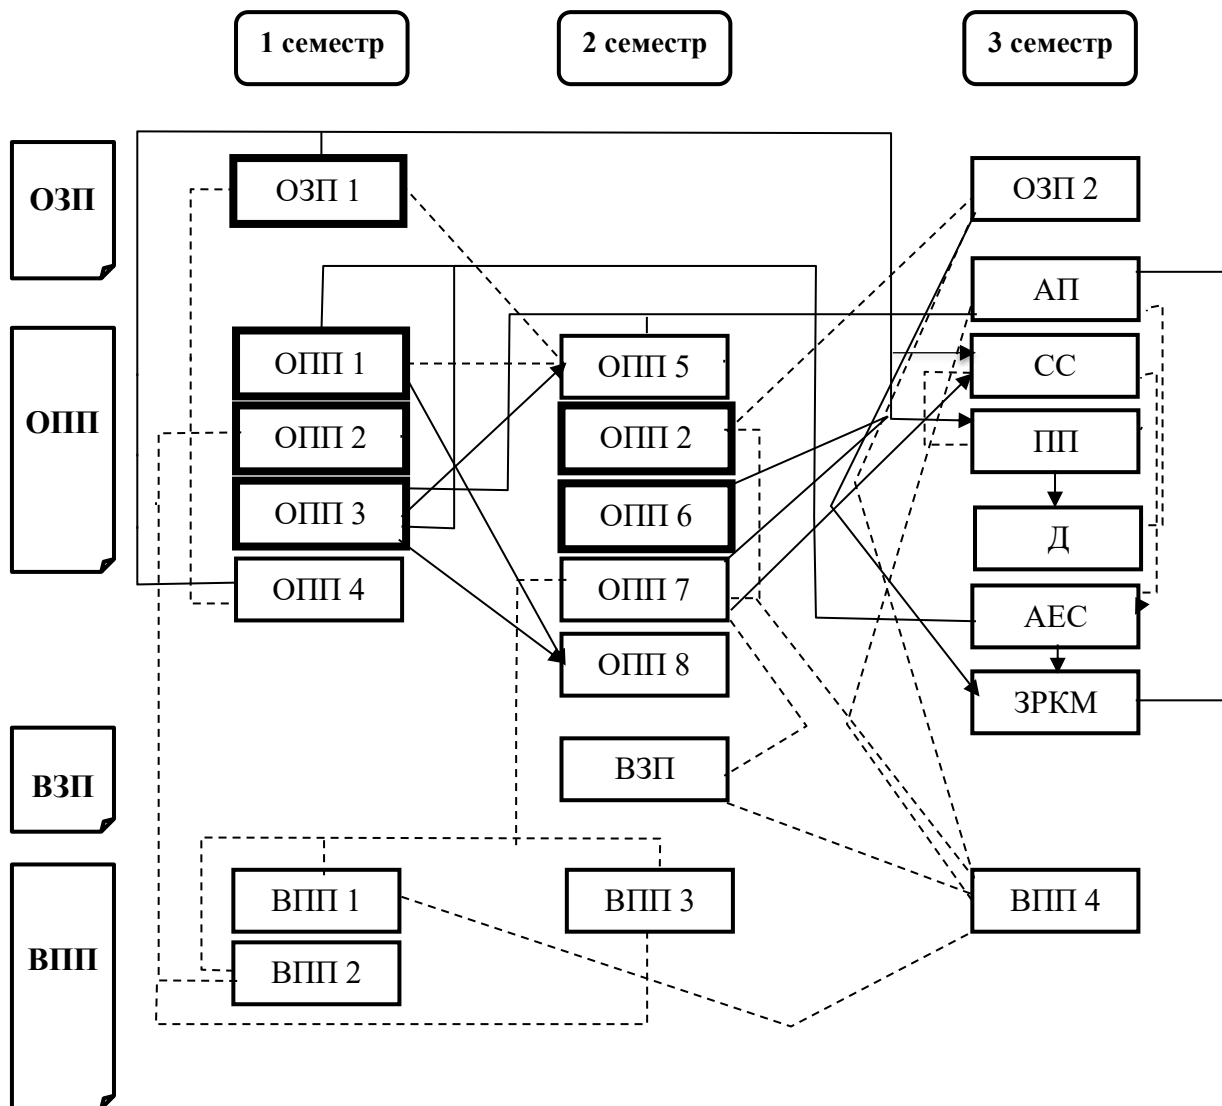 1 семестр
2 семестр
3 семестр
ОЗП
ОЗП 1
ОЗП 2
АП
ОПП
ОПП 1
ОПП 5
СС
ОПП 2
ОПП 2
ПП
ОПП 3
ОПП 6
Д
ОПП 4
ОПП 7
АЕС
ОПП 8
ЗРКМ
ВЗП
ВЗП
ВПП
ВПП 1
ВПП 3
ВПП 4
ВПП 2